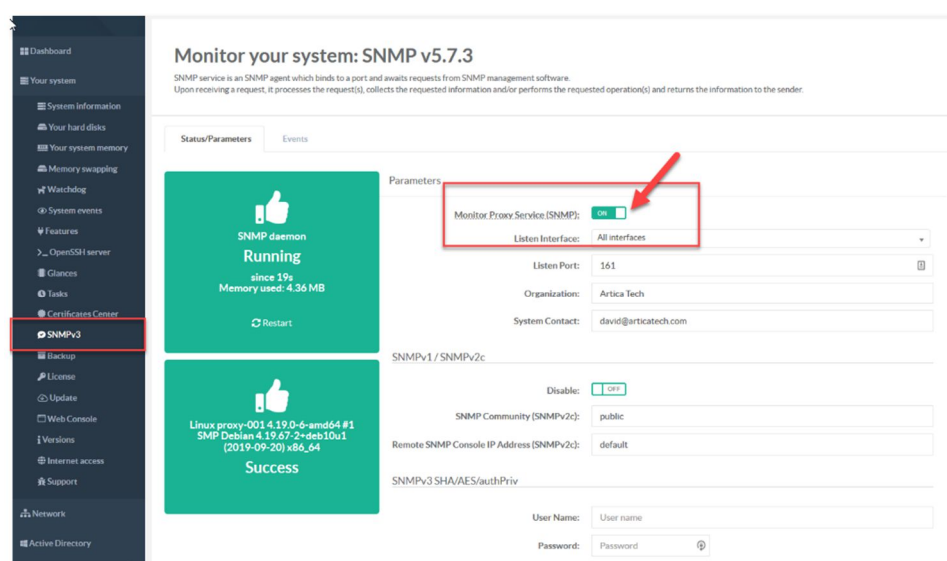 Dashboard
Your system
System information
Your hard disks
Your system memory
Memory swapping
Watchdog
System events
Features
OpenSSH server
Glances
Tasks
Certificates Center
SNMPv3
Backup
License
Update
Web Console
Versions
Internet access
Support
Network
Active Directory
Monitor your system: SNMP v5.7.3
SNMP service is an SNMP agent which binds to a port and awaits requests from SNMP management software.
Upon receiving a request, it processes the request(s), collects the requested information and/or performs the requested operation(s) and returns the information to the sender.
Status/Parameters Events
SNMP daemon
Running
since 19s
Memory used: 4.36 MB
Restart
Linux proxy-001 4.19.0-6-amd64 #1
SMP Debian 4.19.67-2+deb10u1
(2019-09-20) x86_64
Success
Parameters
Monitor Proxy Service (SNMP): ON
Listen Interface: All interfaces
Listen Port: 161
Organization: Artica Tech
System Contact: david@articatech.com
SNMPv1 / SNMPv2c
Disable: OFF
SNMP Community (SNMPv2c): public
Remote SNMP Console IP Address (SNMPv2c): default
SNMPv3 SHA/AES/authPriv
User Name: User name
Password: Password